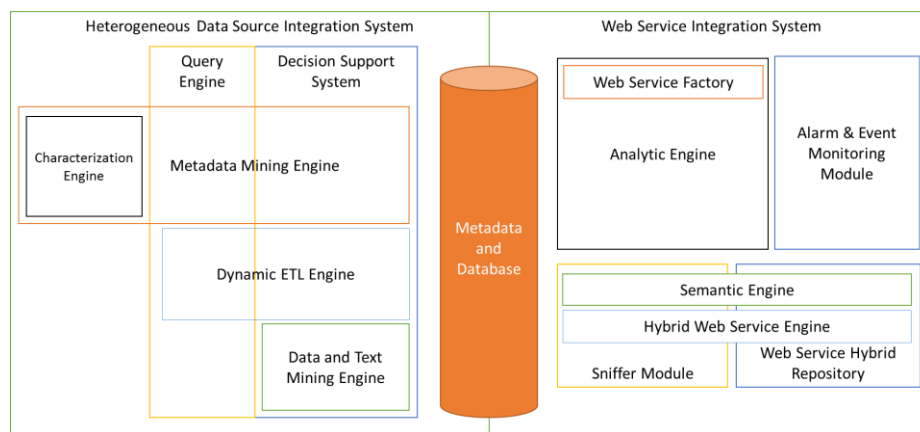 Heterogeneous Data Source Integration System
Query
Engine
Decision Support
System
Characterization
Engine
Metadata Mining Engine
Dynamic ETL Engine
Data and Text
Mining Engine
Metadata
and
Database
Web Service Integration System
Web Service Factory
Analytic Engine
Alarm & Event
Monitoring
Module
Semantic Engine
Hybrid Web Service Engine
Sniffer Module
Web Service Hybrid
Repository